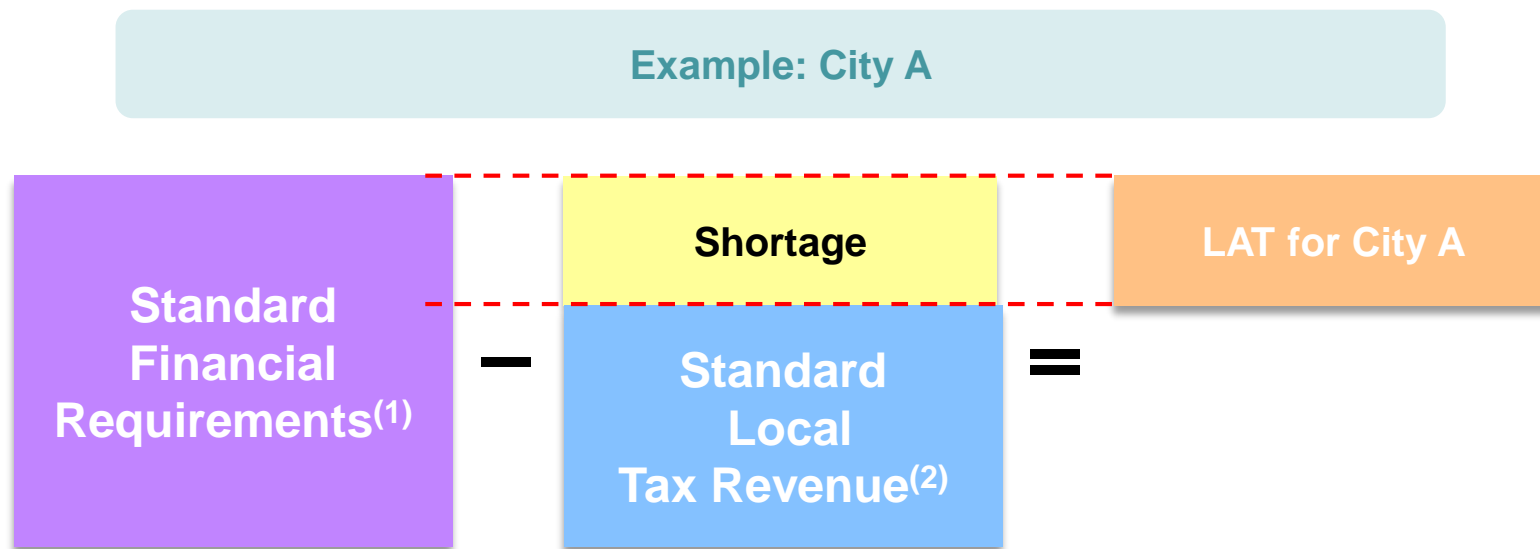 Example: City A
Standard
Financial
Requirements(1)
Shortage
Standard
Local
Tax Revenue(2)
LAT for City A